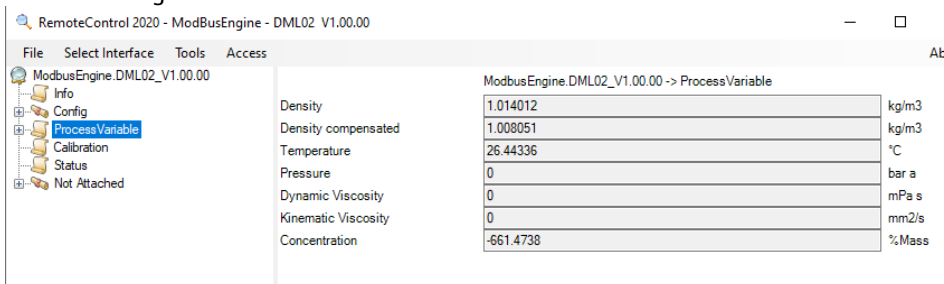 RemoteControl 2020 - ModBusEngine - DML02 V1.00.00
File Select Interface Tools Access
ModbusEngine.DML02_V1.00.00
Info
Config
ProcessVariable
Calibration
Status
Not Attached
ModbusEngine.DML02_V1.00.00 -> ProcessVariable
Density 1.014012 kg/m3
Density compensated 1.008051 kg/m3
Temperature 26.44336 °C
Pressure 0 bar a
Dynamic Viscosity 0 mPa s
Kinematic Viscosity 0 mm2/s
Concentration -661.4738 %Mass